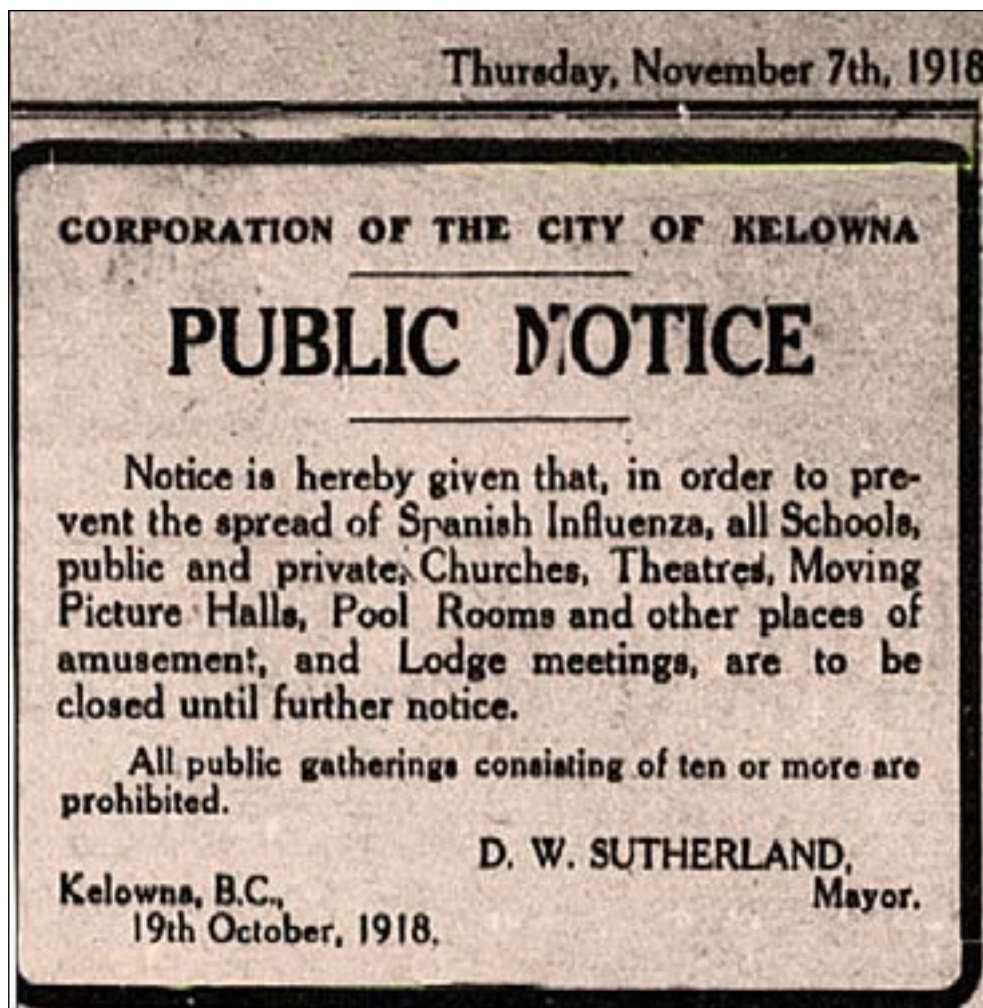 Thursday, November 7th, 1918
CORPORATION OF THE CITY OF KELOWNA
PUBLIC NOTICE
Notice is hereby given that, in order to pre-
vent the spread of Spanish Influenza, all Schools,
public and private, Churches, Theatres, Moving
Picture Halls, Pool Rooms and other places of
amusement, and Lodge meetings, are to be
closed until further notice.
All public gatherings consisting of ten or more are
prohibited.
D. W. SUTHERLAND,
Mayor.
Kelowna, B.C.,
19th October, 1918.